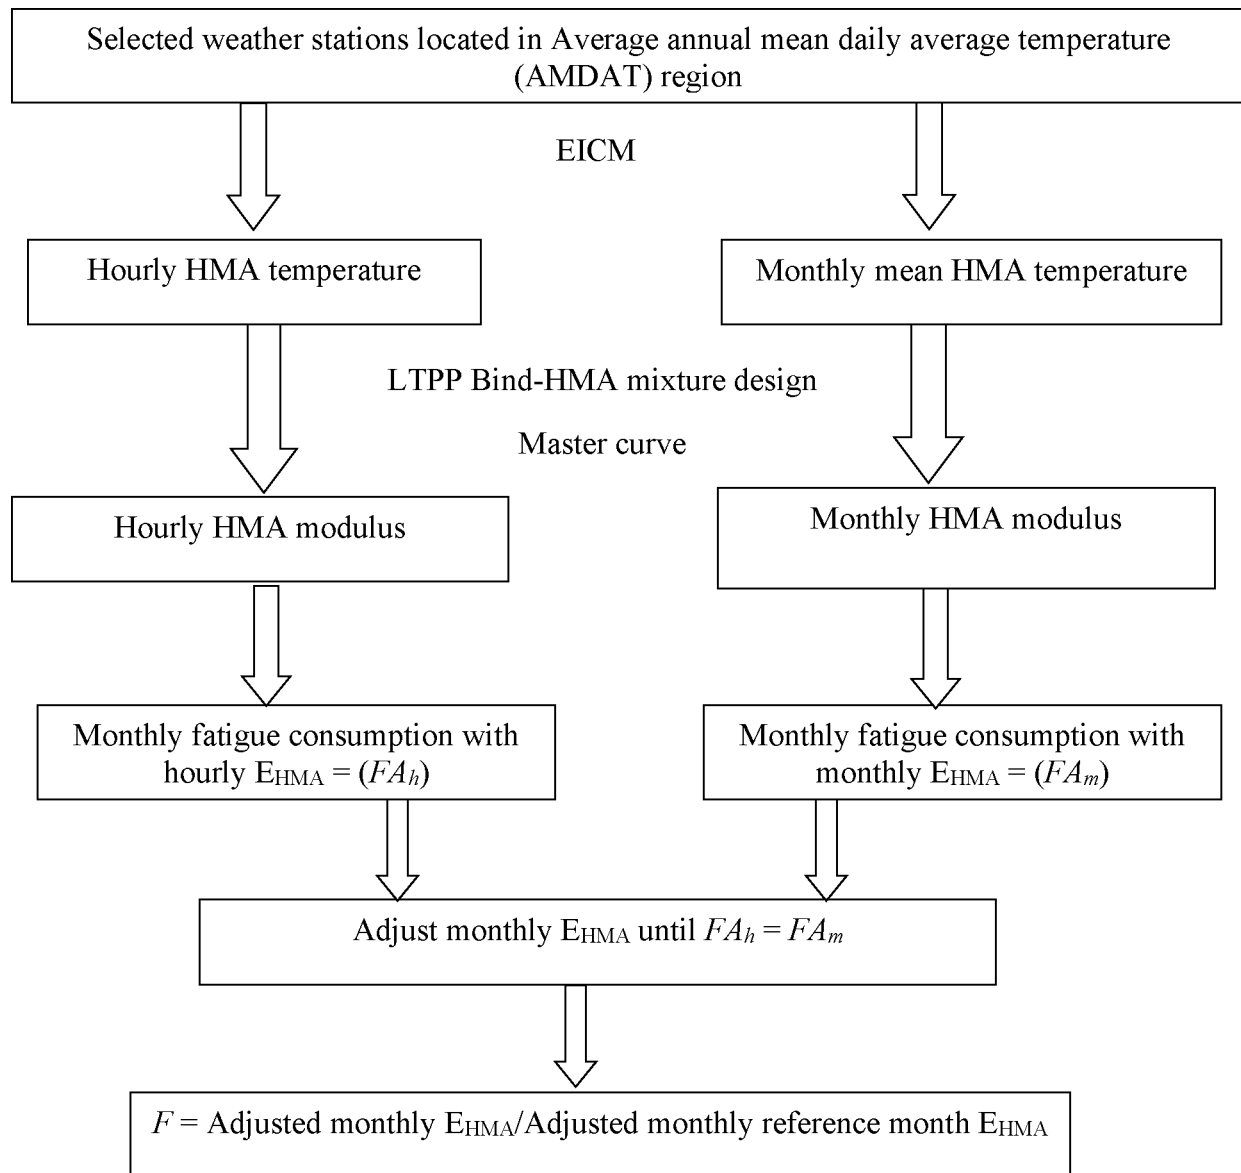 Selected weather stations located in Average annual mean daily average temperature
(AMDAT) region
EICM
Hourly HMA temperature
Monthly mean HMA temperature
LTPP Bind-HMA mixture design
Master curve
Hourly HMA modulus
Monthly HMA modulus
Monthly fatigue consumption with
hourly EHMA = (FAh)
Monthly fatigue consumption with
monthly EHMA = (FAm)
Adjust monthly EHMA until FAh = FAm
F = Adjusted monthly EHMA/Adjusted monthly reference month EHMA